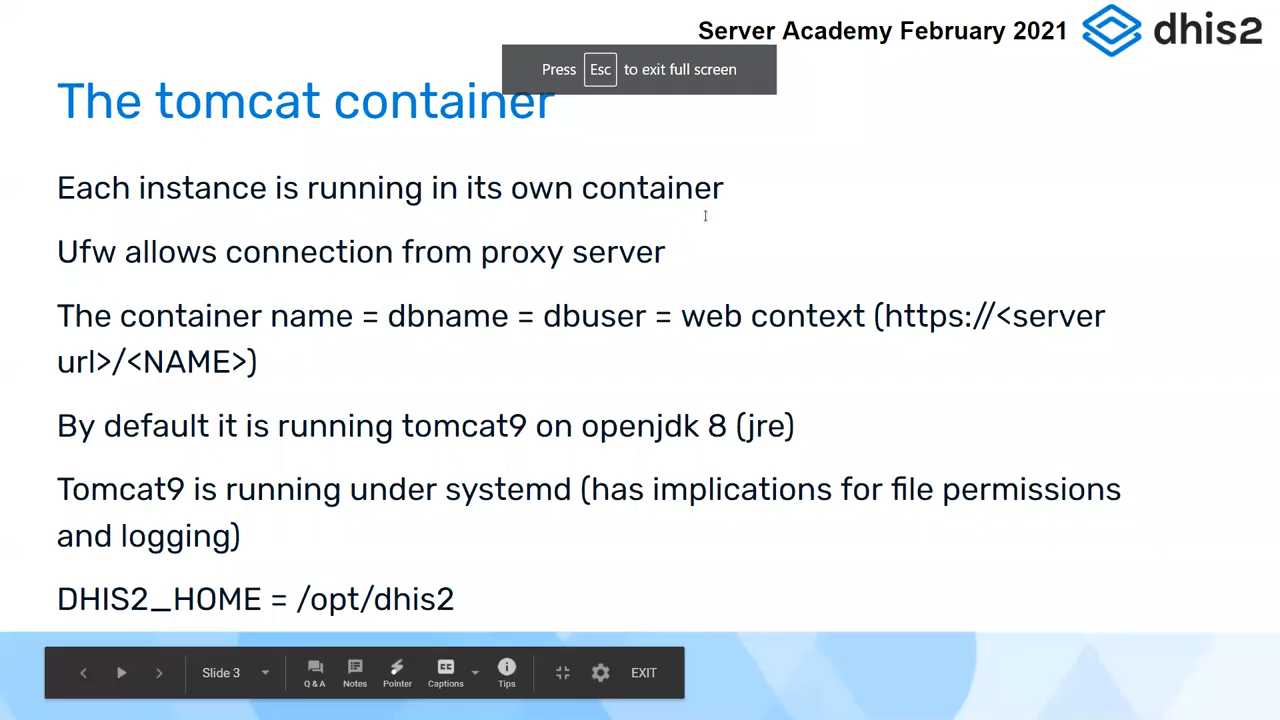 Server Academy February 2021
dhis2
Press Esc to exit full screen
The tomcat container
Each instance is running in its own container
Ufw allows connection from proxy server
The container name = dbname = dbuser = web context (https://<server
url>/<NAME>)
By default it is running tomcat9 on openjdk 8 (jre)
Tomcat9 is running under systemd (has implications for file permissions
and logging)
DHIS2_HOME = /opt/dhis2
Slide 3
Q & A
Notes
Pointer
CC
Captions
Tips
EXIT